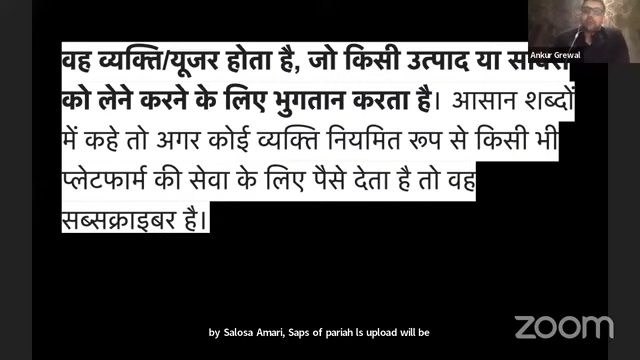 वह व्यक्ति/यूजर होता है, जो किसी उत्पाद या
को लेने करने के लिए भुगतान करता है। आसान शब्दों
में कहे तो अगर कोई व्यक्ति नियमित रूप से किसी भी
प्लेटफार्म की सेवा के लिए पैसे देता है तो वह
सब्सक्राइबर है।
Ankur Grewal
by Salosa Amari, Saps of pariah ls upload will be
zoom